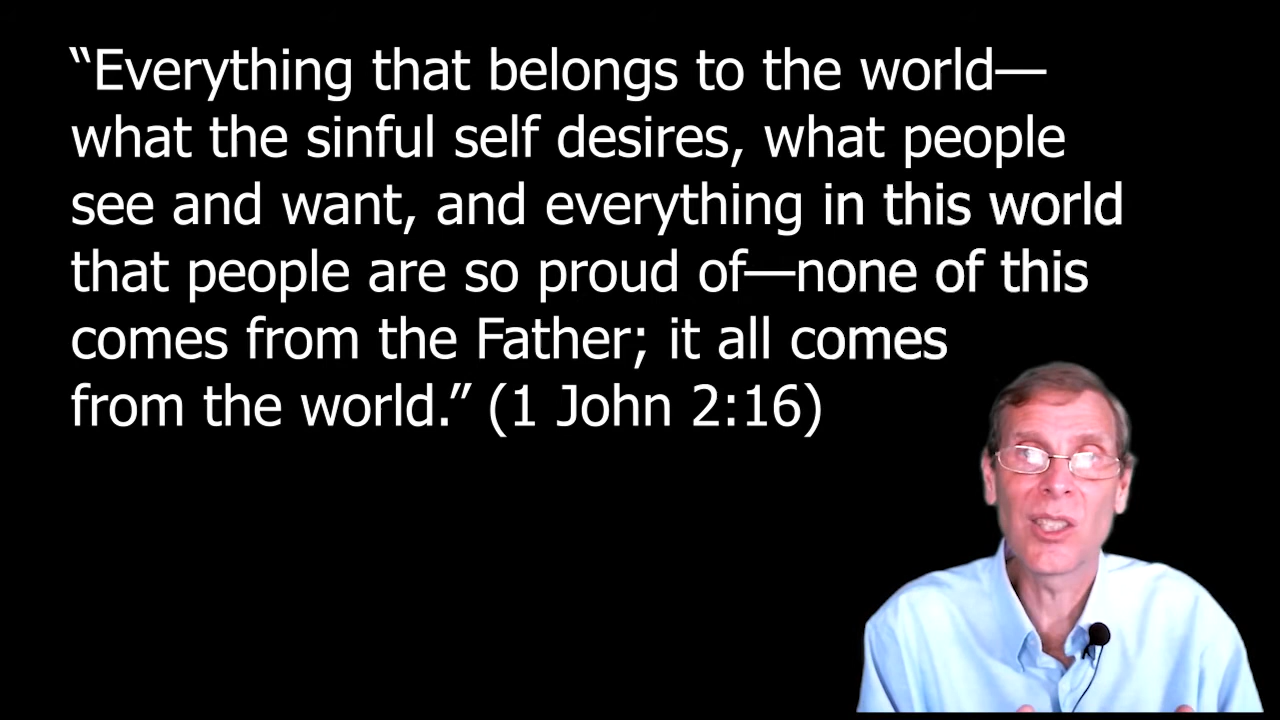 “Everything that belongs to the world—
what the sinful self desires, what people
see and want, and everything in this world
that people are so proud of—none of this
comes from the Father; it all comes
from the world.” (1 John 2:16)